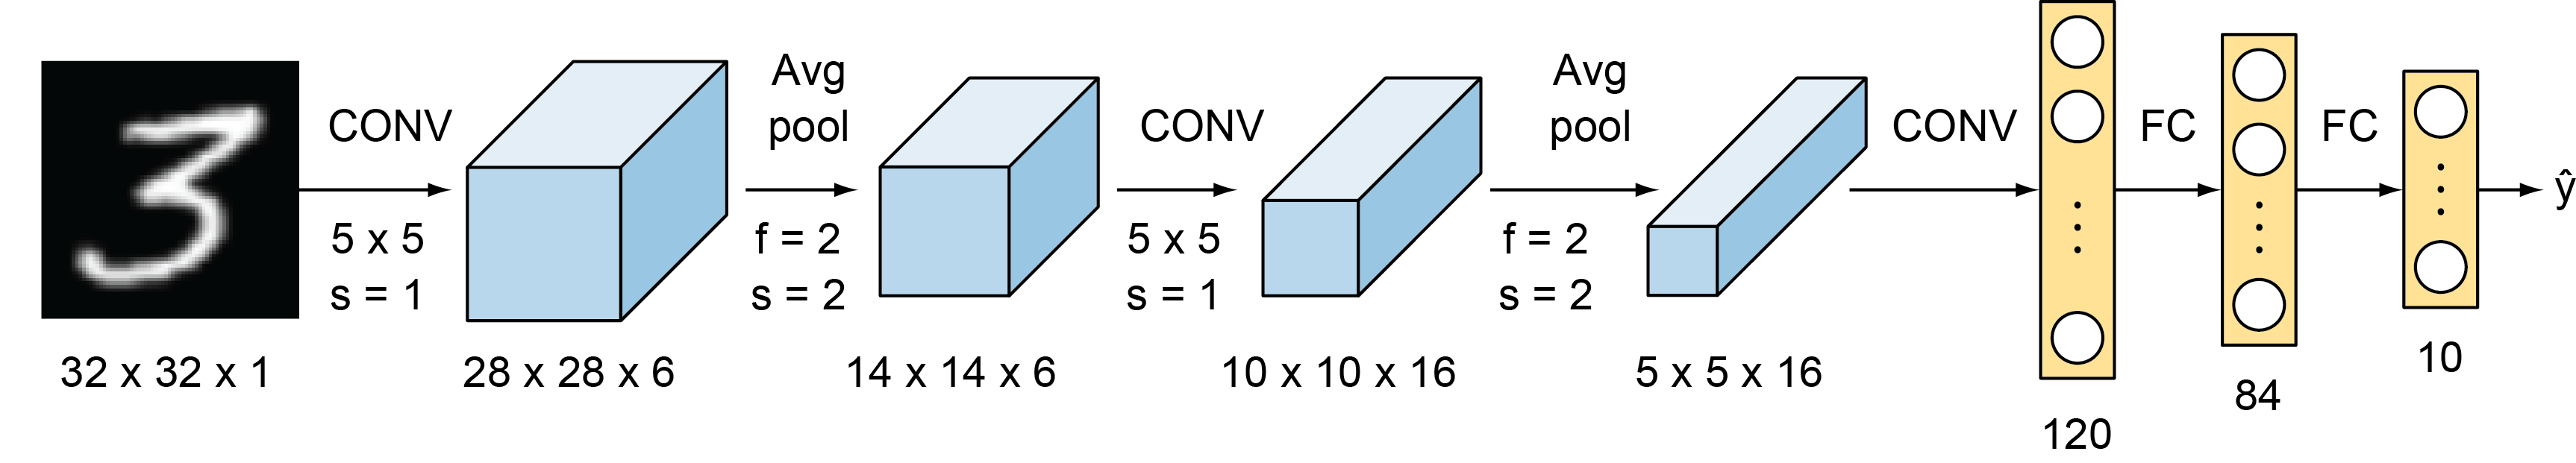 3
CONV
5 x 5
s = 1
Avg
pool
f = 2
s = 2
CONV
5 x 5
s = 1
Avg
pool
f = 2
s = 2
CONV
FC
FC
ŷ
32 x 32 x 1
28 x 28 x 6
14 x 14 x 6
10 x 10 x 16
5 x 5 x 16
120
84
10